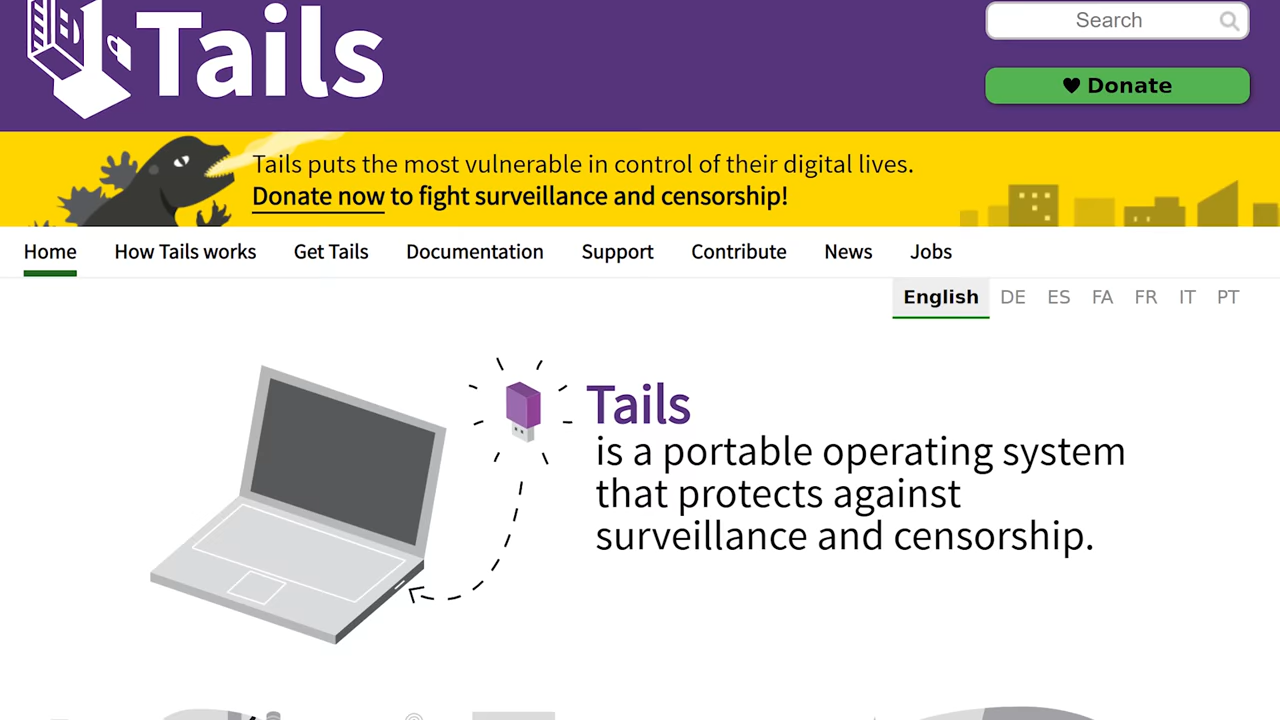 Tails
Search
Donate
Tails puts the most vulnerable in control of their digital lives.
Donate now to fight surveillance and censorship!
Home How Tails works Get Tails Documentation Support Contribute News Jobs
English DE ES FA FR IT PT
Tails
is a portable operating system
that protects against
surveillance and censorship.